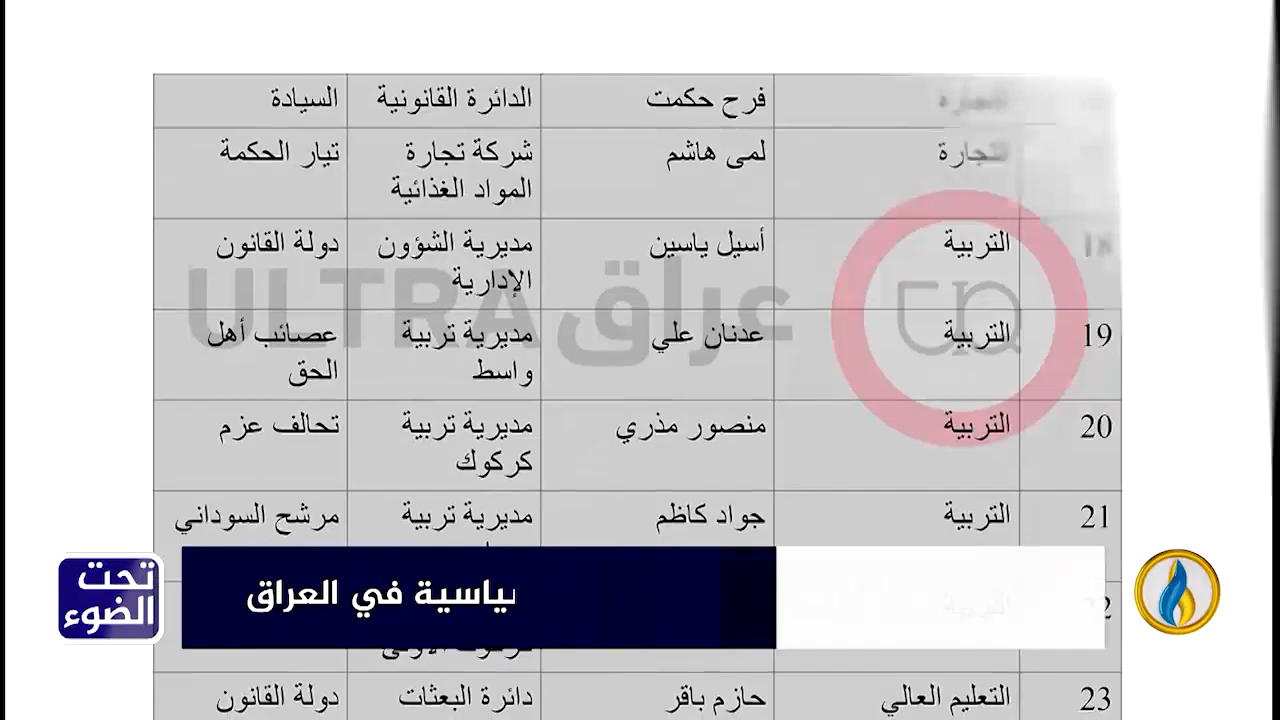 التجارة فرح حكمت الدائرة القانونية السيادة
التجارة لمى هاشم شركة تجارة تيار الحكمة
المواد الغذائية
18 التربية أسيل ياسين مديرية الشؤون دولة القانون
الإدارية
ULTRA عراق
19 التربية عدنان علي مديرية تربية عصائب أهل
واسط الحق
20 التربية منصور مذري مديرية تربية تحالف عزم
كركوك
21 التربية جواد كاظم مديرية تربية مرشح السوداني
ياسية في العراق
تحت
الضوء
23 التعليم العالي حازم باقر دائرة البعثات دولة القانون